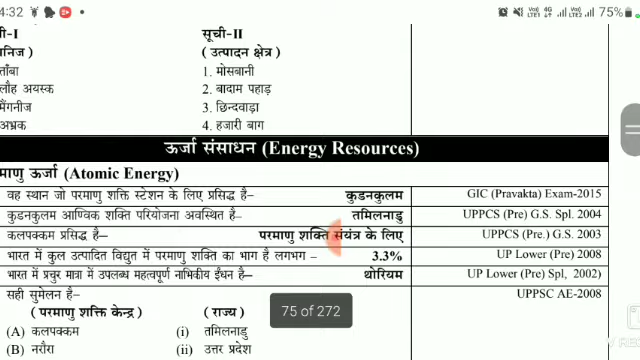 4:32 75%
ी-I सूची-II
निज) (उत्पादन क्षेत्र)
ताँबा 1. मोसबानी
लौह अयस्क 2. बादाम पहाड़
मैंगनीज 3. छिन्दवाड़ा
अभ्रक 4. हजारी बाग
ऊर्जा संसाधन (Energy Resources)
माणु ऊर्जा (Atomic Energy)
वह स्थान जो परमाणु शक्ति स्टेशन के लिए प्रसिद्ध है– कुडनकुलम GIC (Pravakta) Exam-2015
कुडनकुलम आण्विक शक्ति परियोजना अवस्थित है– तमिलनाडु UPPCS (Pre) G.S. Spl. 2004
कलपक्कम प्रसिद्ध है– परमाणु शक्ति संयंत्र के लिए UPPCS (Pre.) G.S. 2003
भारत में कुल उत्पादित विद्युत में परमाणु शक्ति का भाग है लगभग – 3.3% UP Lower (Pre) 2008
भारत में प्रचुर मात्रा में उपलब्ध महत्वपूर्ण नाभिकीय ईंधन है– थोरियम UP Lower (Pre) Spl, 2002)
सही सुमेलन है– UPPSC AE-2008
(परमाणु शक्ति केन्द्र) (राज्य) 75 of 272
(A) कलपक्कम (i) तमिलनाडु
(B) नरौरा (ii) उत्तर प्रदेश